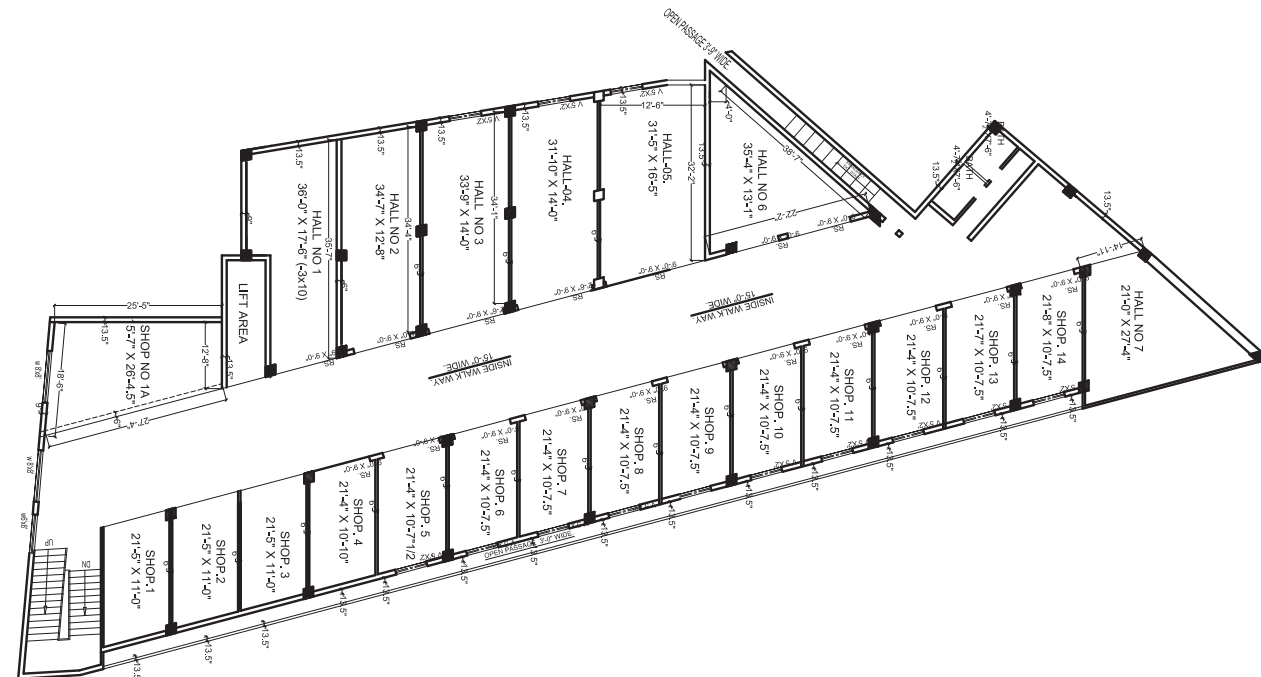 OPEN PASSAGE 3'-9" WIDE
HALL NO 1
36'-0" X 17'-6" (-3x10)
HALL NO 2
34'-7" X 12'-8"
HALL NO 3
33'-9" X 14'-0"
HALL-04.
31'-10" X 14'-0"
HALL-05.
31'-5" X 16'-5"
HALL NO 6
35'-4" X 13'-1"
HALL NO 7
21'-0" X 27'-4"
LIFT AREA
SHOP NO 1A
5'-7" X 26'-4.5"
INSIDE WALK WAY
15'-0" WIDE.
INSIDE WALK WAY
15'-0" WIDE.
SHOP.1
21'-5" X 11'-0"
SHOP.2
21'-5" X 11'-0"
SHOP. 3
21'-5" X 11'-0"
SHOP. 4
21'-4" X 10'-10"
SHOP. 5
21'-4" X 10'-7"1/2
SHOP. 6
21'-4" X 10'-7.5"
SHOP. 7
21'-4" X 10'-7.5"
SHOP. 8
21'-4" X 10'-7.5"
SHOP. 9
21'-4" X 10'-7.5"
SHOP. 10
21'-4" X 10'-7.5"
SHOP. 11
21'-4" X 10'-7.5"
SHOP. 12
21'-4" X 10'-7.5"
SHOP. 13
21'-7" X 10'-7.5"
SHOP. 14
21'-8" X 10'-7.5"
OPEN PASSAGE 3'-0" WIDE
BATH
BATH
UP
DN
25'-5"
18'-6"
12'-8"
27'-4"
35'-7"
34'-4"
34'-1"
12'-6"
32'-2"
4'-0"
38'-7"
22'-2"
14'-11"
13.5"